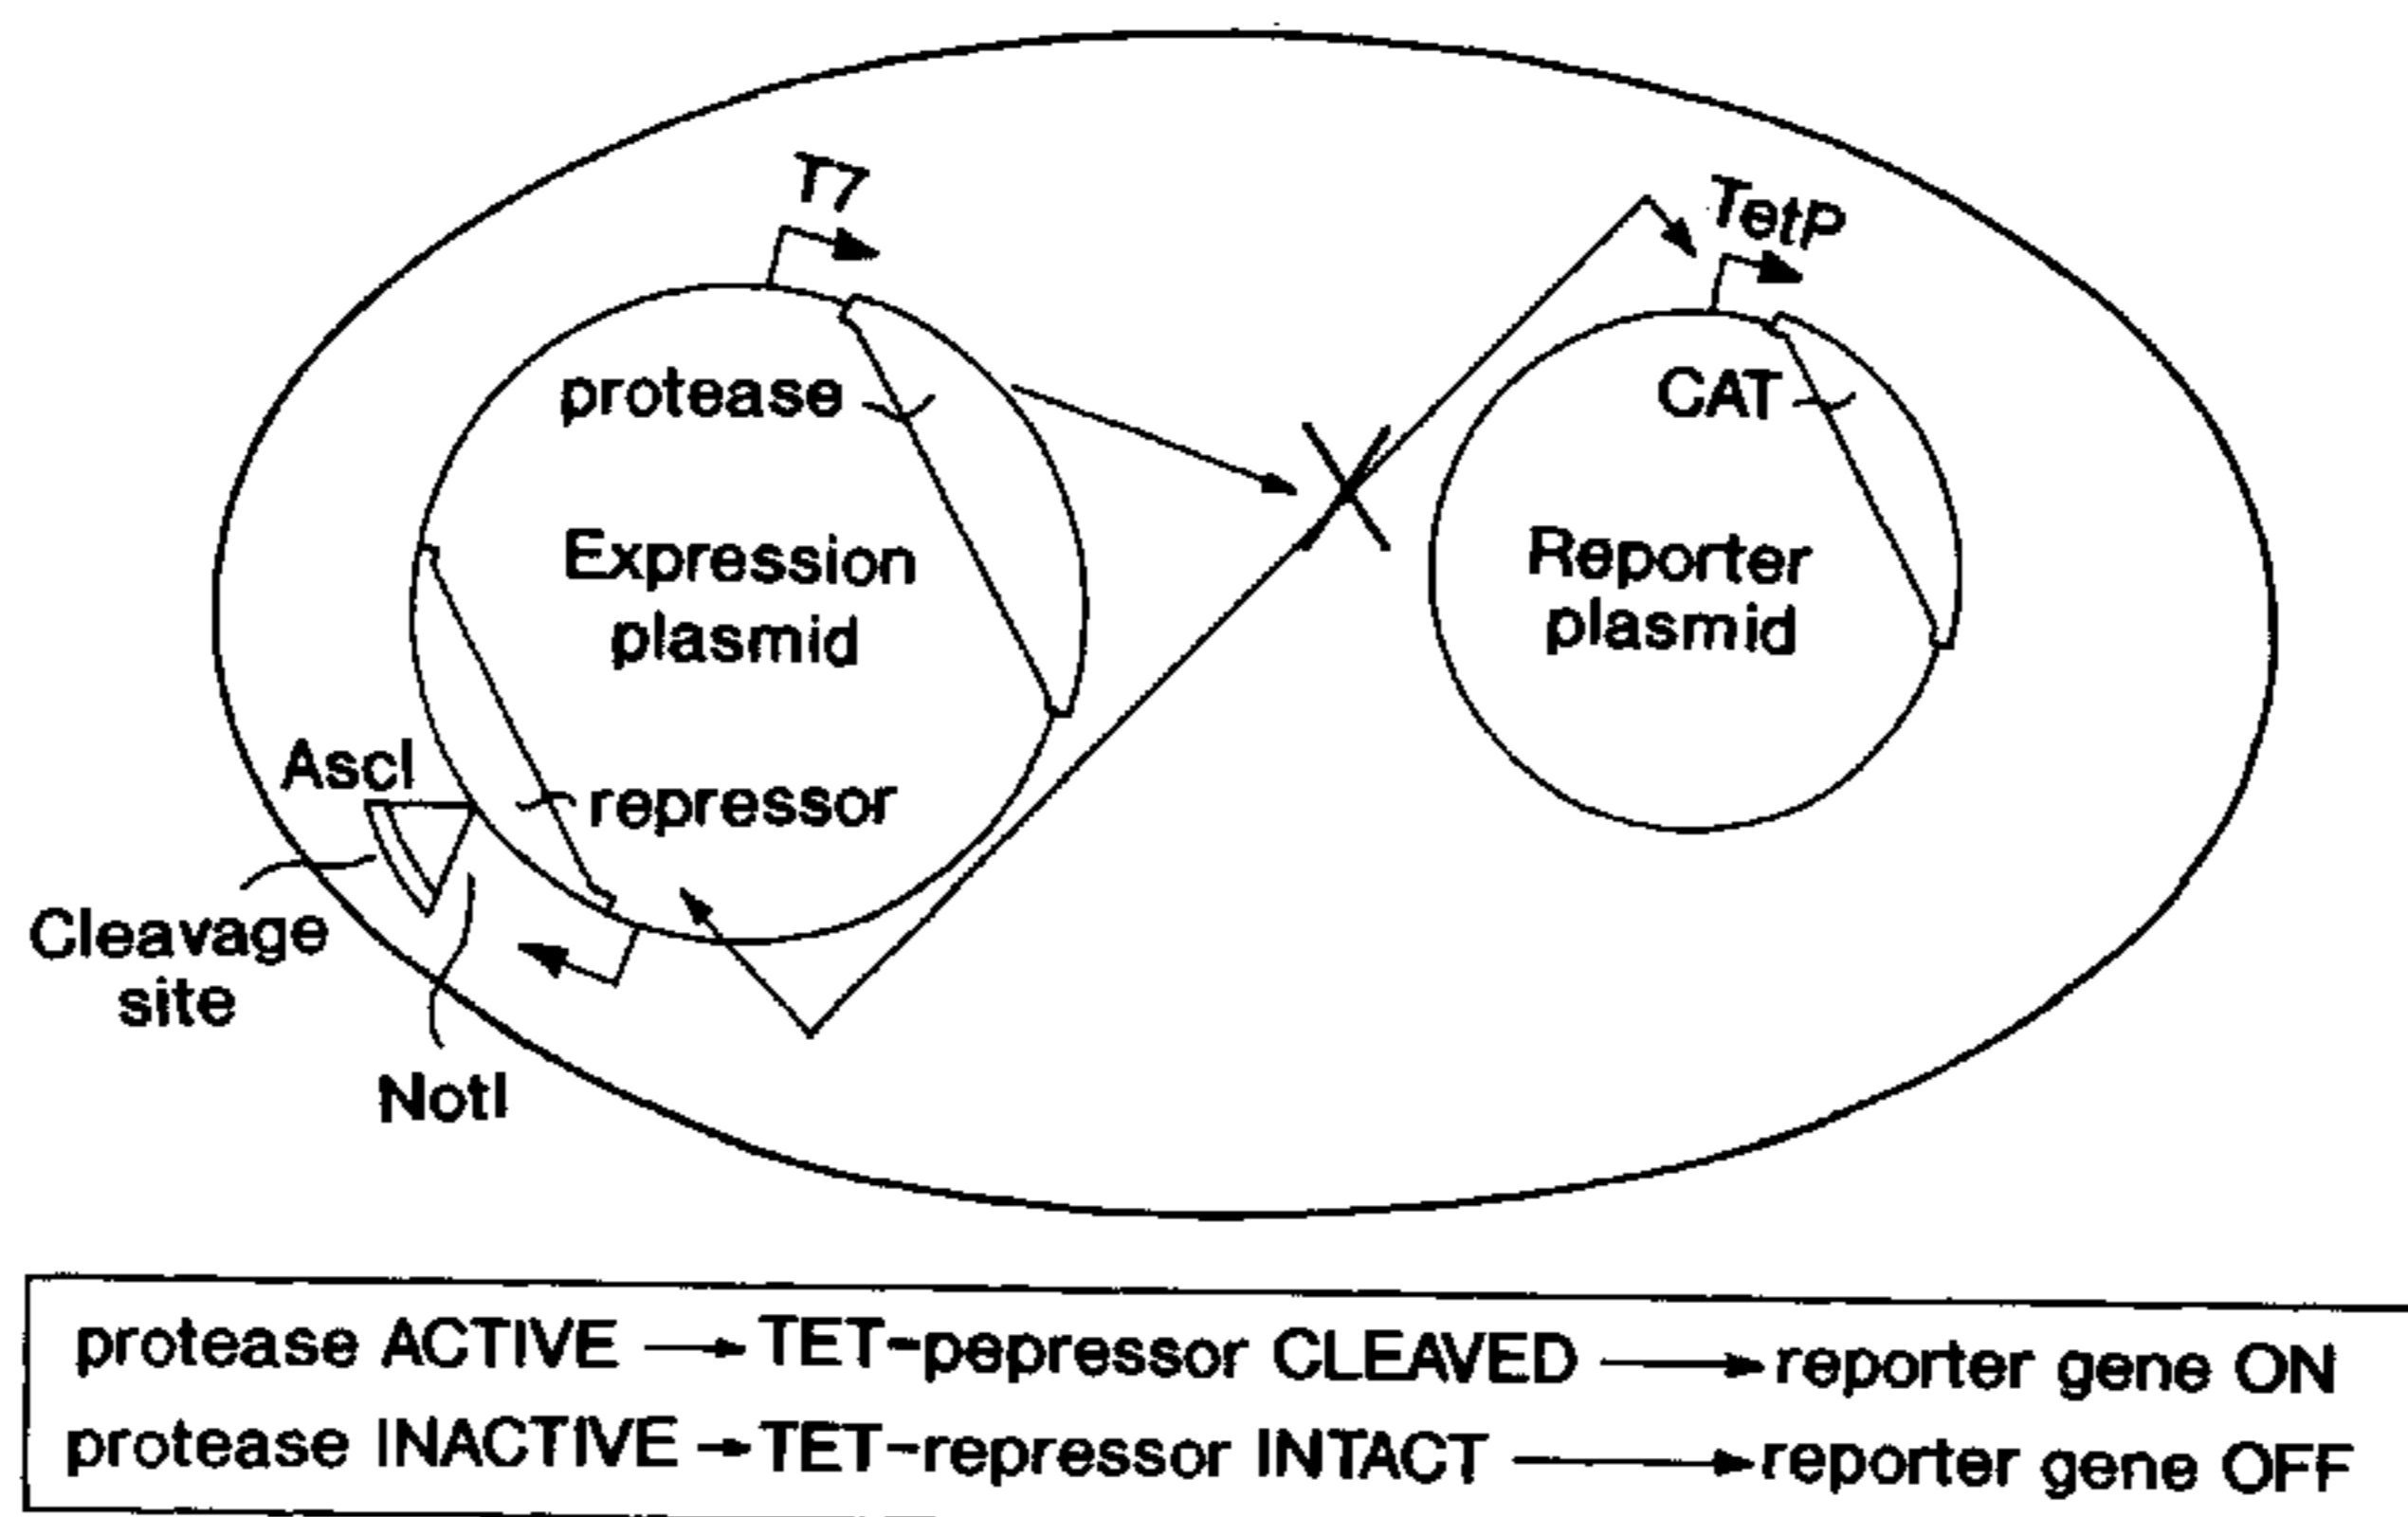 T7
TetP
protease
CAT
Expression
plasmid
Reporter
plasmid
AscI
repressor
Cleavage
site
NotI
protease ACTIVE → TET-pepressor CLEAVED → reporter gene ON
protease INACTIVE → TET-repressor INTACT → reporter gene OFF